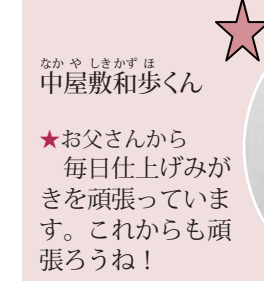 なか や しきかず ほ
中屋敷和歩くん
★お父さんから
　毎日仕上げみが
きを頑張っていま
す。これからも頑
張ろうね！